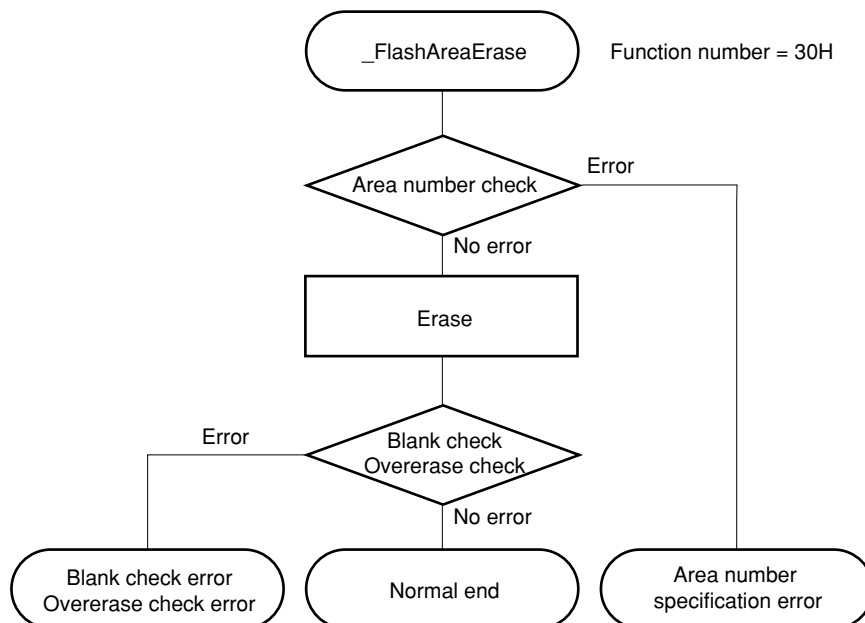 _FlashAreaErase
Function number = 30H
Area number check
Error
No error
Erase
Error
Blank check
Overerase check
No error
Blank check error
Overerase check error
Normal end
Area number
specification error